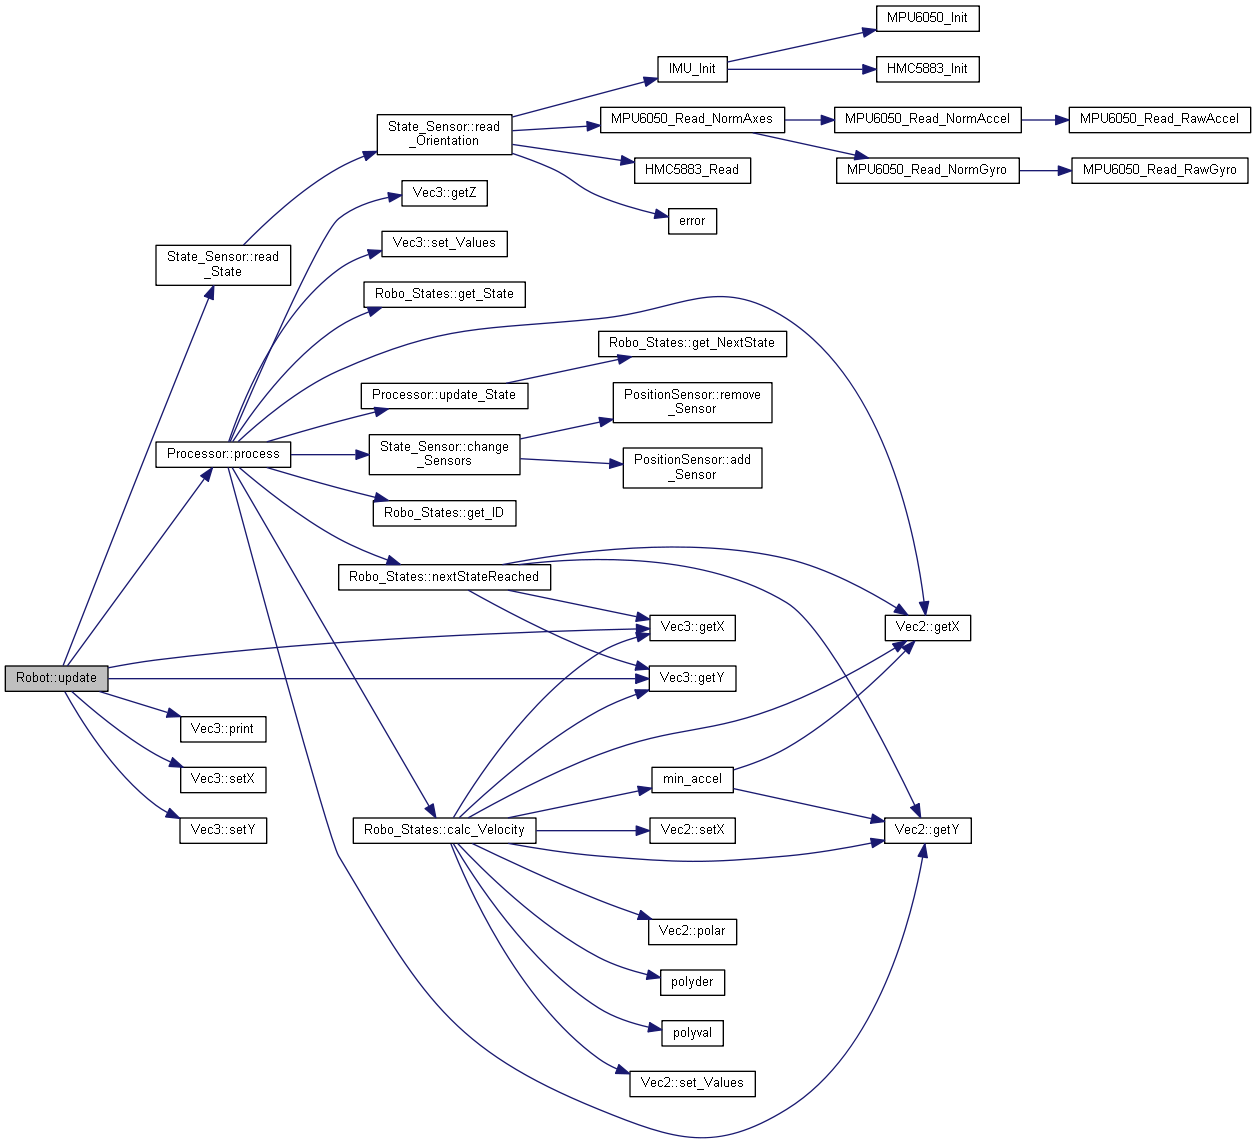 MPU6050_Init
IMU_Init
HMC5883_Init
State_Sensor::read
_Orientation
MPU6050_Read_NormAxes
MPU6050_Read_NormAccel
MPU6050_Read_RawAccel
HMC5883_Read
MPU6050_Read_NormGyro
MPU6050_Read_RawGyro
Vec3::getZ
error
Vec3::set_Values
State_Sensor::read
_State
Robo_States::get_State
Robo_States::get_NextState
Processor::update_State
PositionSensor::remove
_Sensor
Processor::process
State_Sensor::change
_Sensors
PositionSensor::add
_Sensor
Robo_States::get_ID
Robo_States::nextStateReached
Vec3::getX
Vec2::getX
Robot::update
Vec3::getY
Vec3::print
Vec3::setX
min_accel
Vec3::setY
Robo_States::calc_Velocity
Vec2::setX
Vec2::getY
Vec2::polar
polyder
polyval
Vec2::set_Values